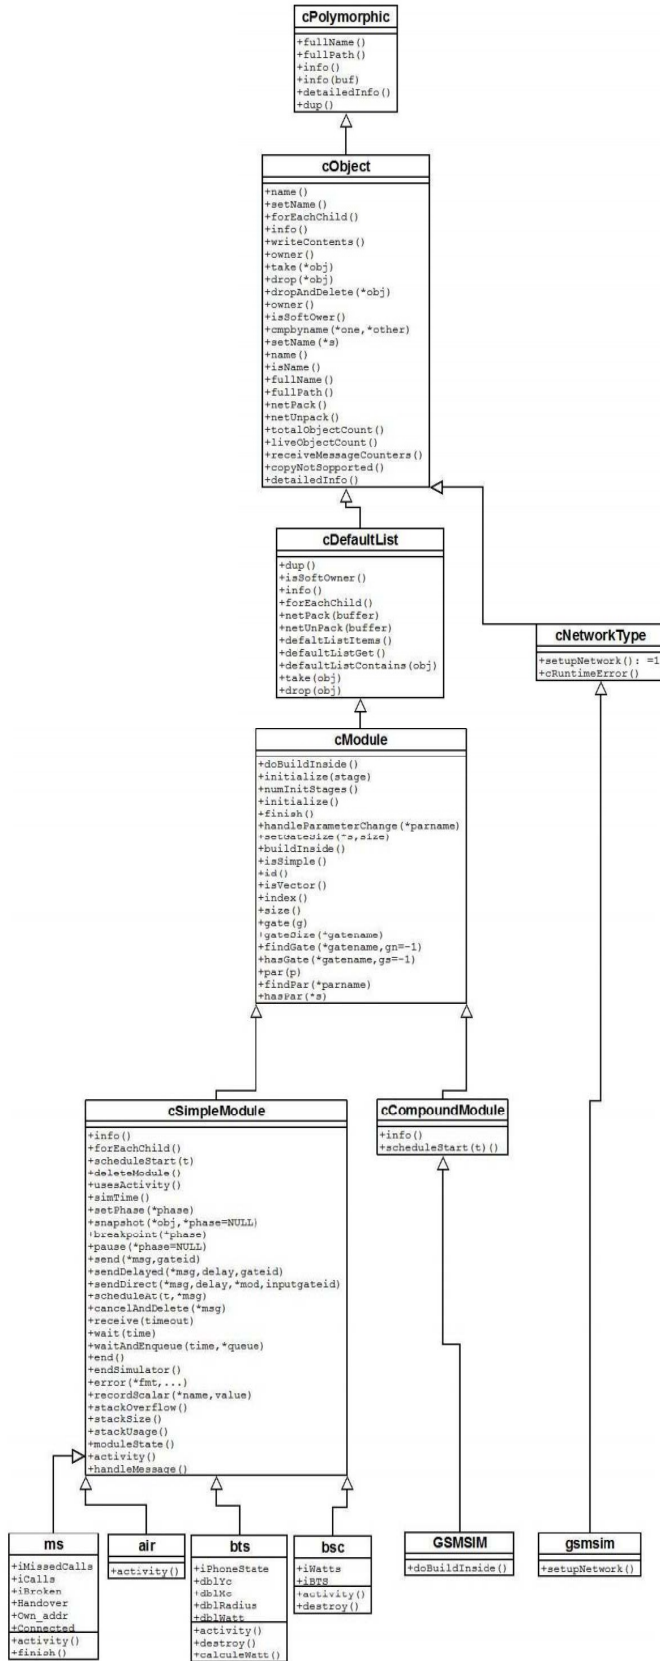 cPolymorphic
+fullName()
+fullPath()
+info()
+info(buf)
+detailedInfo()
+dup()
cObject
+name()
+setName()
+forEachChild()
+info()
+writeContents()
+owner()
+take(*obj)
+drop(*obj)
+dropAndDelete(*obj)
+owner()
+isSoftOwer()
+cmpbyname(*one,*other)
+setName(*s)
+name()
+isName()
+fullName()
+fullPath()
+netPack()
+netUnpack()
+totalObjectCount()
+liveObjectCount()
+receiveMessageCounters()
+copyNotSopported()
+detailedInfo()
cDefaultList
+dup()
+isSoftOwner()
+info()
+forEachChild()
+netPack(buffer)
+netUnPack(buffer)
+defaltListItems()
+defaultListGet()
+defaultListContains(obj)
+take(obj)
+drop(obj)
cNetworkType
+setupNetwork(): =1
+cRuntimeError()
cModule
+doBuildInside()
+initialize(stage)
+numInitStages()
+initialize()
+finish()
+handleParameterChange(*parname)
+setGateSize(*s,size)
+buildInside()
+isSimple()
+id()
+isVector()
+index()
+size()
+gate(g)
+gateSize(*gatename)
+findGate(*gatename,gn=-1)
+hasGate(*gatename,gs=-1)
+par(p)
+findPar(*parname)
+hasPar(*s)
cSimpleModule
+info()
+forEachChild()
+scheduleStart(t)
+deleteModule()
+usesActivity()
+simTime()
+setPhase(*phase)
+snapshot(*obj,*phase=NULL)
+breakpoint(*phase)
+pause(*phase=NULL)
+send(*msg,gateid)
+sendDelayed(*msg,delay,gateid)
+sendDirect(*msg,delay,*mod,inputgateid)
+scheduleAt(t,*msg)
+cancelAndDelete(*msg)
+receive(timeout)
+wait(time)
+waitAndEnqueue(time,*queue)
+end()
+endSimulator()
+error(*fmt,...)
+recordScalar(*name,value)
+stackOverflow()
+stackSize()
+stackUsage()
+moduleState()
+activity()
+handleMessage()
cCompoundModule
+info()
+scheduleStart(t)()
ms
+iMissedCalls
+iCalls
+iBroken
+Handover
+Own_addr
+Connected
+activity()
+finish()
air
+activity()
bts
+iPhoneState
+dblYc
+dblXc
+dblRadius
+dblWatt
+activity()
+destroy()
+calculeWatt()
bsc
+iWatts
+iBTS
+activity()
+destroy()
GSMSIM
+doBuildInside()
gsmsim
+setupNetwork()